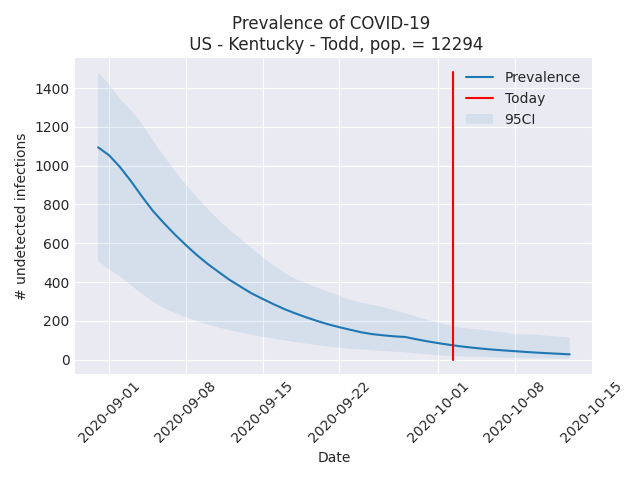 Prevalence of COVID-19
US - Kentucky - Todd, pop. = 12294
Prevalence
Today
95CI
1400
1200
1000
800
600
400
200
0
# undetected infections
2020-09-01
2020-09-08
2020-09-15
2020-09-22
2020-10-01
2020-10-08
2020-10-15
Date